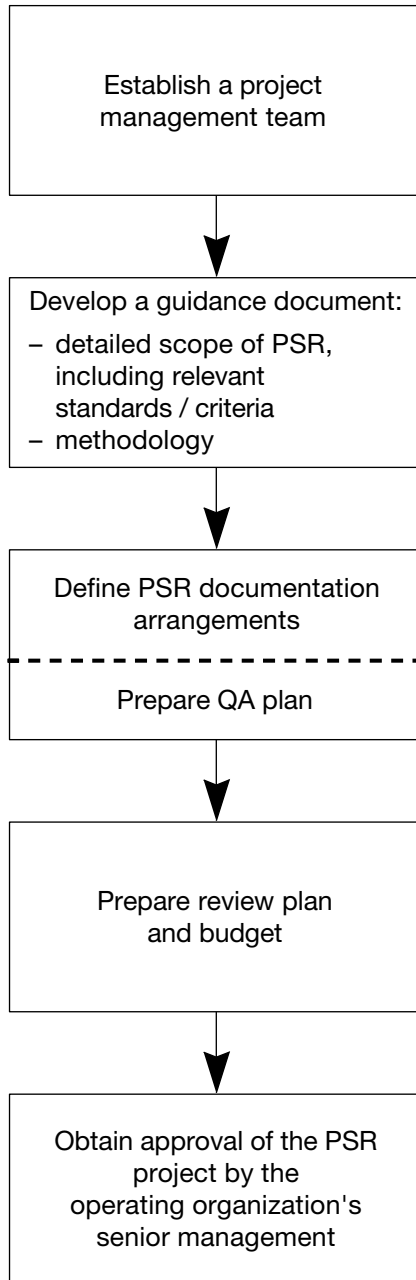 Establish a project
management team
Develop a guidance document:
– detailed scope of PSR,
including relevant
standards / criteria
– methodology
Define PSR documentation
arrangements
Prepare QA plan
Prepare review plan
and budget
Obtain approval of the PSR
project by the
operating organization's
senior management